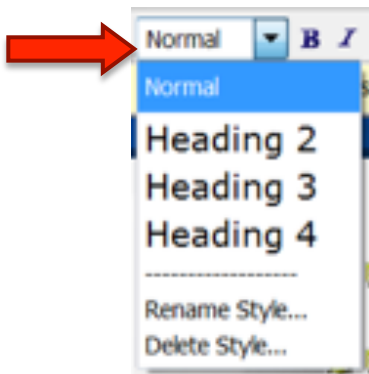 Normal B I
Normal
Heading 2
Heading 3
Heading 4
------------------
Rename Style...
Delete Style...